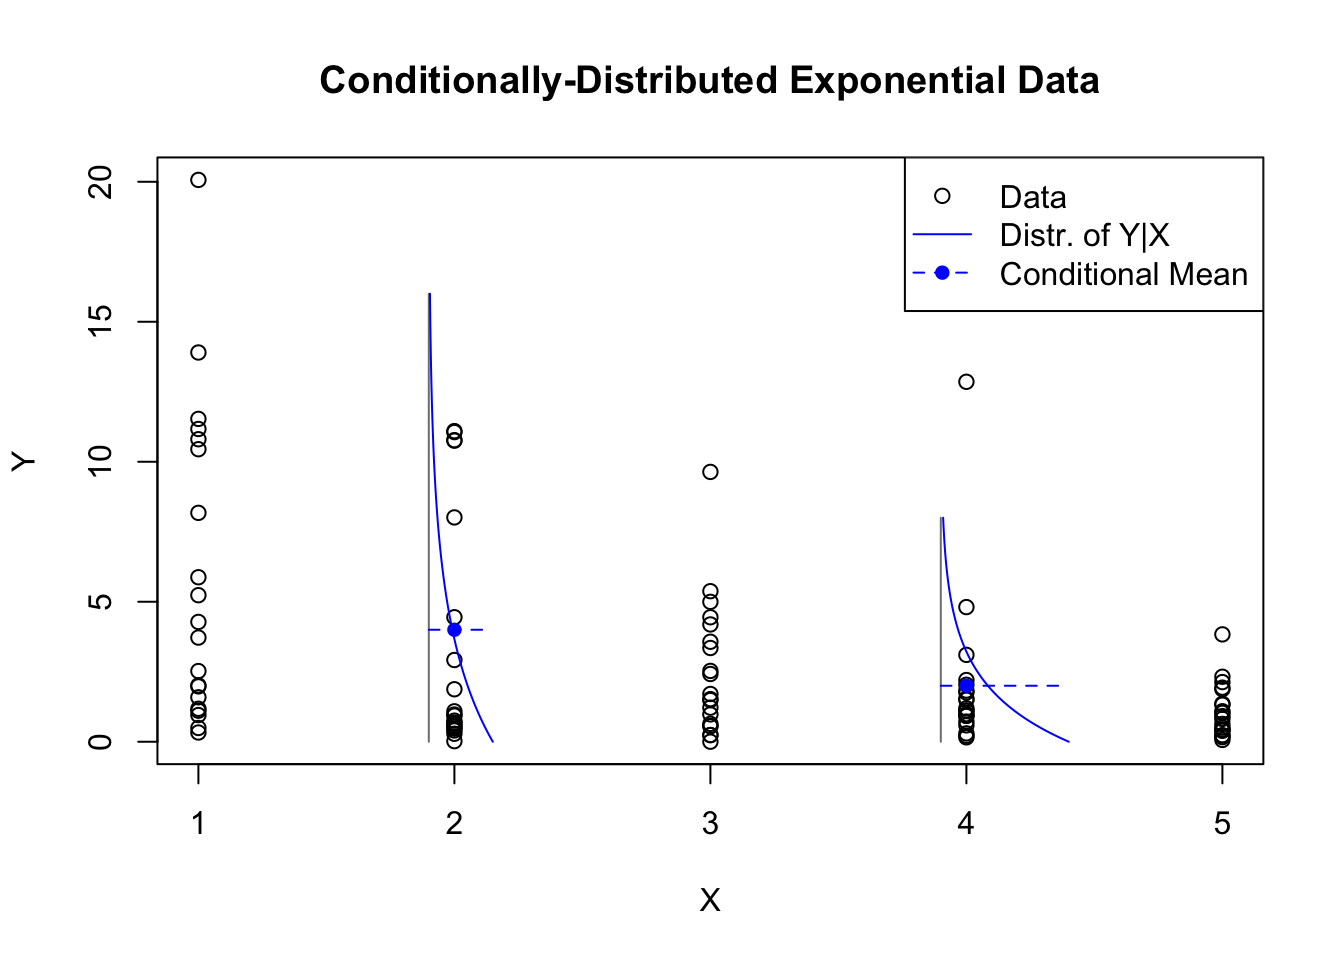 Conditionally-Distributed Exponential Data
Data
Distr. of Y|X
Conditional Mean
20
15
10
5
0
Y
1 2 3 4 5
X